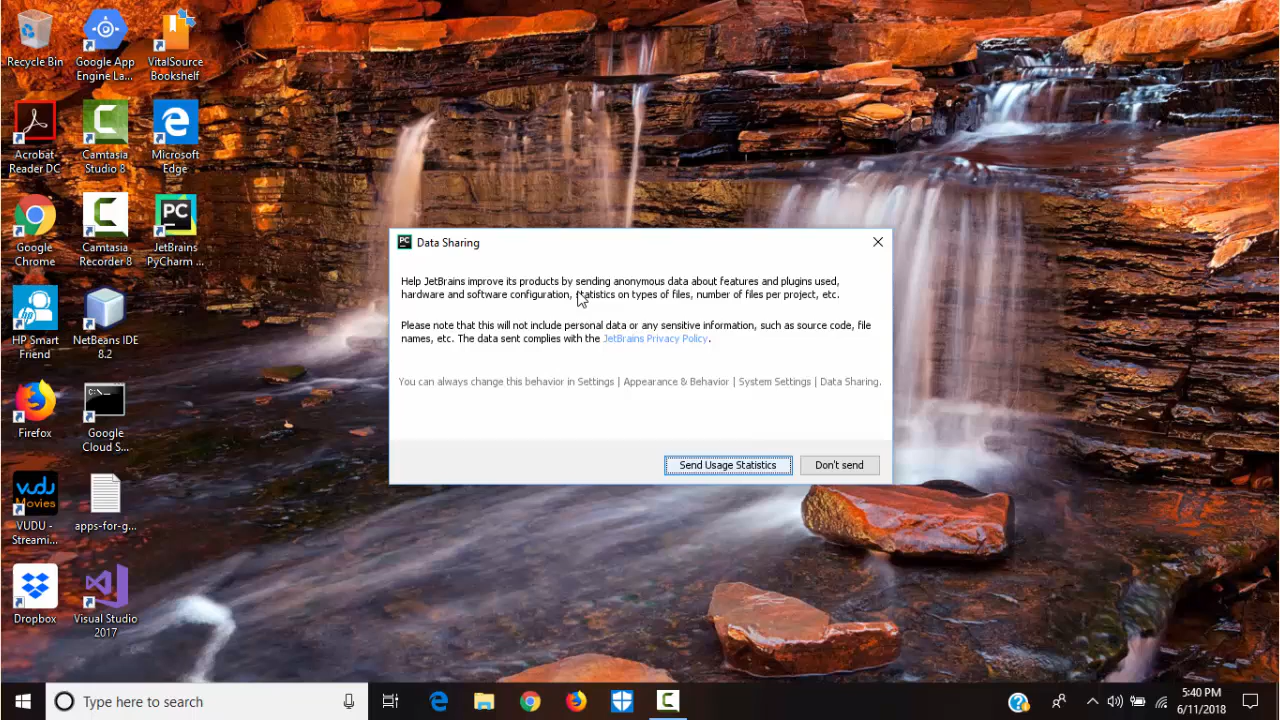 Recycle Bin
Google App
Engine La...
VitalSource
Bookshelf
Acrobat
Reader DC
Camtasia
Studio 8
Microsoft
Edge
Google
Chrome
Camtasia
Recorder 8
PC
JetBrains
PyCharm ...
HP Smart
Friend
NetBeans IDE
8.2
Firefox
C:\_
Google
Cloud S...
vudu
Movies
VUDU -
Streami...
apps-for-g...
Dropbox
Visual Studio
2017
PC Data Sharing
Help JetBrains improve its products by sending anonymous data about features and plugins used,
hardware and software configuration, statistics on types of files, number of files per project, etc.
Please note that this will not include personal data or any sensitive information, such as source code, file
names, etc. The data sent complies with the JetBrains Privacy Policy.
You can always change this behavior in Settings | Appearance & Behavior | System Settings | Data Sharing.
Send Usage Statistics
Don't send
Type here to search
5:40 PM
6/11/2018